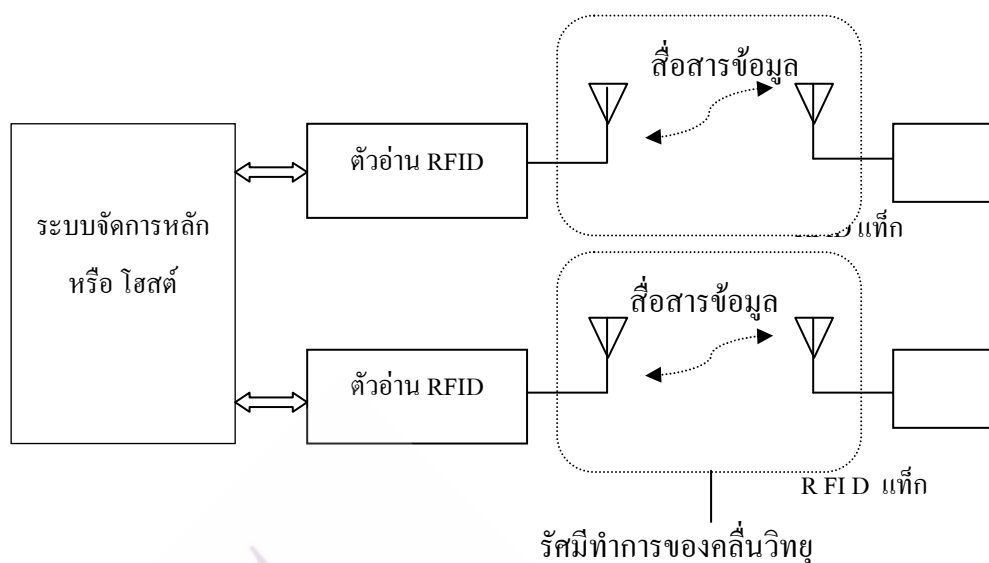 สื่อสารข้อมูล
ตัวอ่าน RFID
ระบบจัดการหลัก
หรือ โฮสต์
แท็ก
สื่อสารข้อมูล
ตัวอ่าน RFID
R FI D แท็ก
รัศมีทำการของคลื่นวิทยุ